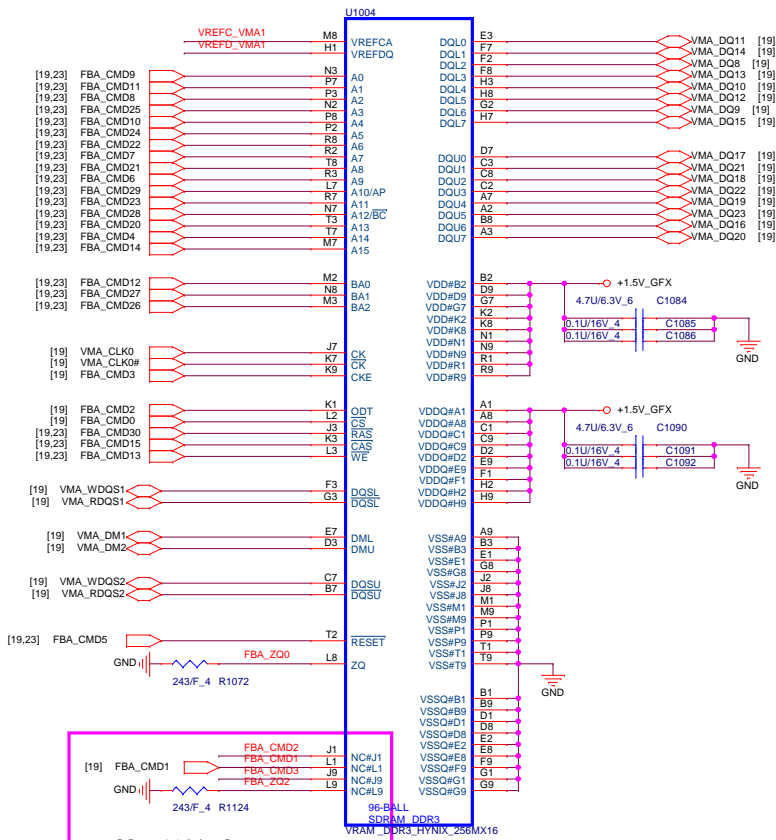 U1004
VREFC_VMA1 M8 VREFCA
VREFD_VMA1 H1 VREFDQ
[19,23] FBA_CMD9 N3 A0
[19,23] FBA_CMD11 P7 A1
[19,23] FBA_CMD8 P3 A2
[19,23] FBA_CMD25 N2 A3
[19,23] FBA_CMD10 P8 A4
[19,23] FBA_CMD24 P2 A5
[19,23] FBA_CMD22 R8 A6
[19,23] FBA_CMD7 R2 A7
[19,23] FBA_CMD21 T8 A8
[19,23] FBA_CMD6 R3 A9
[19,23] FBA_CMD29 L7 A10/AP
[19,23] FBA_CMD23 R7 A11
[19,23] FBA_CMD28 N7 A12/BC
[19,23] FBA_CMD20 T3 A13
[19,23] FBA_CMD4 T7 A14
[19,23] FBA_CMD14 M7 A15
[19,23] FBA_CMD12 M2 BA0
[19,23] FBA_CMD27 N8 BA1
[19,23] FBA_CMD26 M3 BA2
[19] VMA_CLK0 J7 CK
[19] VMA_CLK0# K7 CK
[19] FBA_CMD3 K9 CKE
[19] FBA_CMD2 K1 ODT
[19] FBA_CMD0 L2 CS
[19,23] FBA_CMD30 J3 RAS
[19,23] FBA_CMD15 K3 CAS
[19,23] FBA_CMD13 L3 WE
[19] VMA_WDQS1 F3 DQSL
[19] VMA_RDQS1 G3 DQSL
[19] VMA_DM1 E7 DML
[19] VMA_DM2 D3 DMU
[19] VMA_WDQS2 C7 DQSU
[19] VMA_RDQS2 B7 DQSU
[19,23] FBA_CMD5 T2 RESET
GND FBA_ZQ0 L8 ZQ
243/F_4 R1072
FBA_CMD2 J1 NC#J1
[19] FBA_CMD1 FBA_CMD1 L1 NC#L1
FBA_CMD3 J9 NC#J9
GND FBA_ZQ2 L9 NC#L9
243/F_4 R1124
DQL0 E3 VMA_DQ11 [19]
DQL1 F7 VMA_DQ14 [19]
DQL2 F2 VMA_DQ8 [19]
DQL3 F8 VMA_DQ13 [19]
DQL4 H3 VMA_DQ10 [19]
DQL5 H8 VMA_DQ12 [19]
DQL6 G2 VMA_DQ9 [19]
DQL7 H7 VMA_DQ15 [19]
DQU0 D7 VMA_DQ17 [19]
DQU1 C3 VMA_DQ21 [19]
DQU2 C8 VMA_DQ18 [19]
DQU3 C2 VMA_DQ22 [19]
DQU4 A7 VMA_DQ19 [19]
DQU5 A2 VMA_DQ23 [19]
DQU6 B8 VMA_DQ16 [19]
DQU7 A3 VMA_DQ20 [19]
VDD#B2 B2 +1.5V_GFX
VDD#D9 D9
VDD#G7 G7
VDD#K2 K2
VDD#K8 K8
VDD#N1 N1
VDD#N9 N9
VDD#R1 R1
VDD#R9 R9
4.7U/6.3V_6 C1084
0.1U/16V_4 C1085
0.1U/16V_4 C1086
GND
VDDQ#A1 A1 +1.5V_GFX
VDDQ#A8 A8
VDDQ#C1 C1
VDDQ#C9 C9
VDDQ#D2 D2
VDDQ#E9 E9
VDDQ#F1 F1
VDDQ#H2 H2
VDDQ#H9 H9
4.7U/6.3V_6 C1090
0.1U/16V_4 C1091
0.1U/16V_4 C1092
GND
VSS#A9 A9
VSS#B3 B3
VSS#E1 E1
VSS#G8 G8
VSS#J2 J2
VSS#J8 J8
VSS#M1 M1
VSS#M9 M9
VSS#P1 P1
VSS#P9 P9
VSS#T1 T1
VSS#T9 T9
GND
VSSQ#B1 B1
VSSQ#B9 B9
VSSQ#D1 D1
VSSQ#D8 D8
VSSQ#E2 E2
VSSQ#E8 E8
VSSQ#F9 F9
VSSQ#G1 G1
VSSQ#G9 G9
96-BALL
SDRAM_DDR3
VRAM _DDR3_HYNIX_256MX16